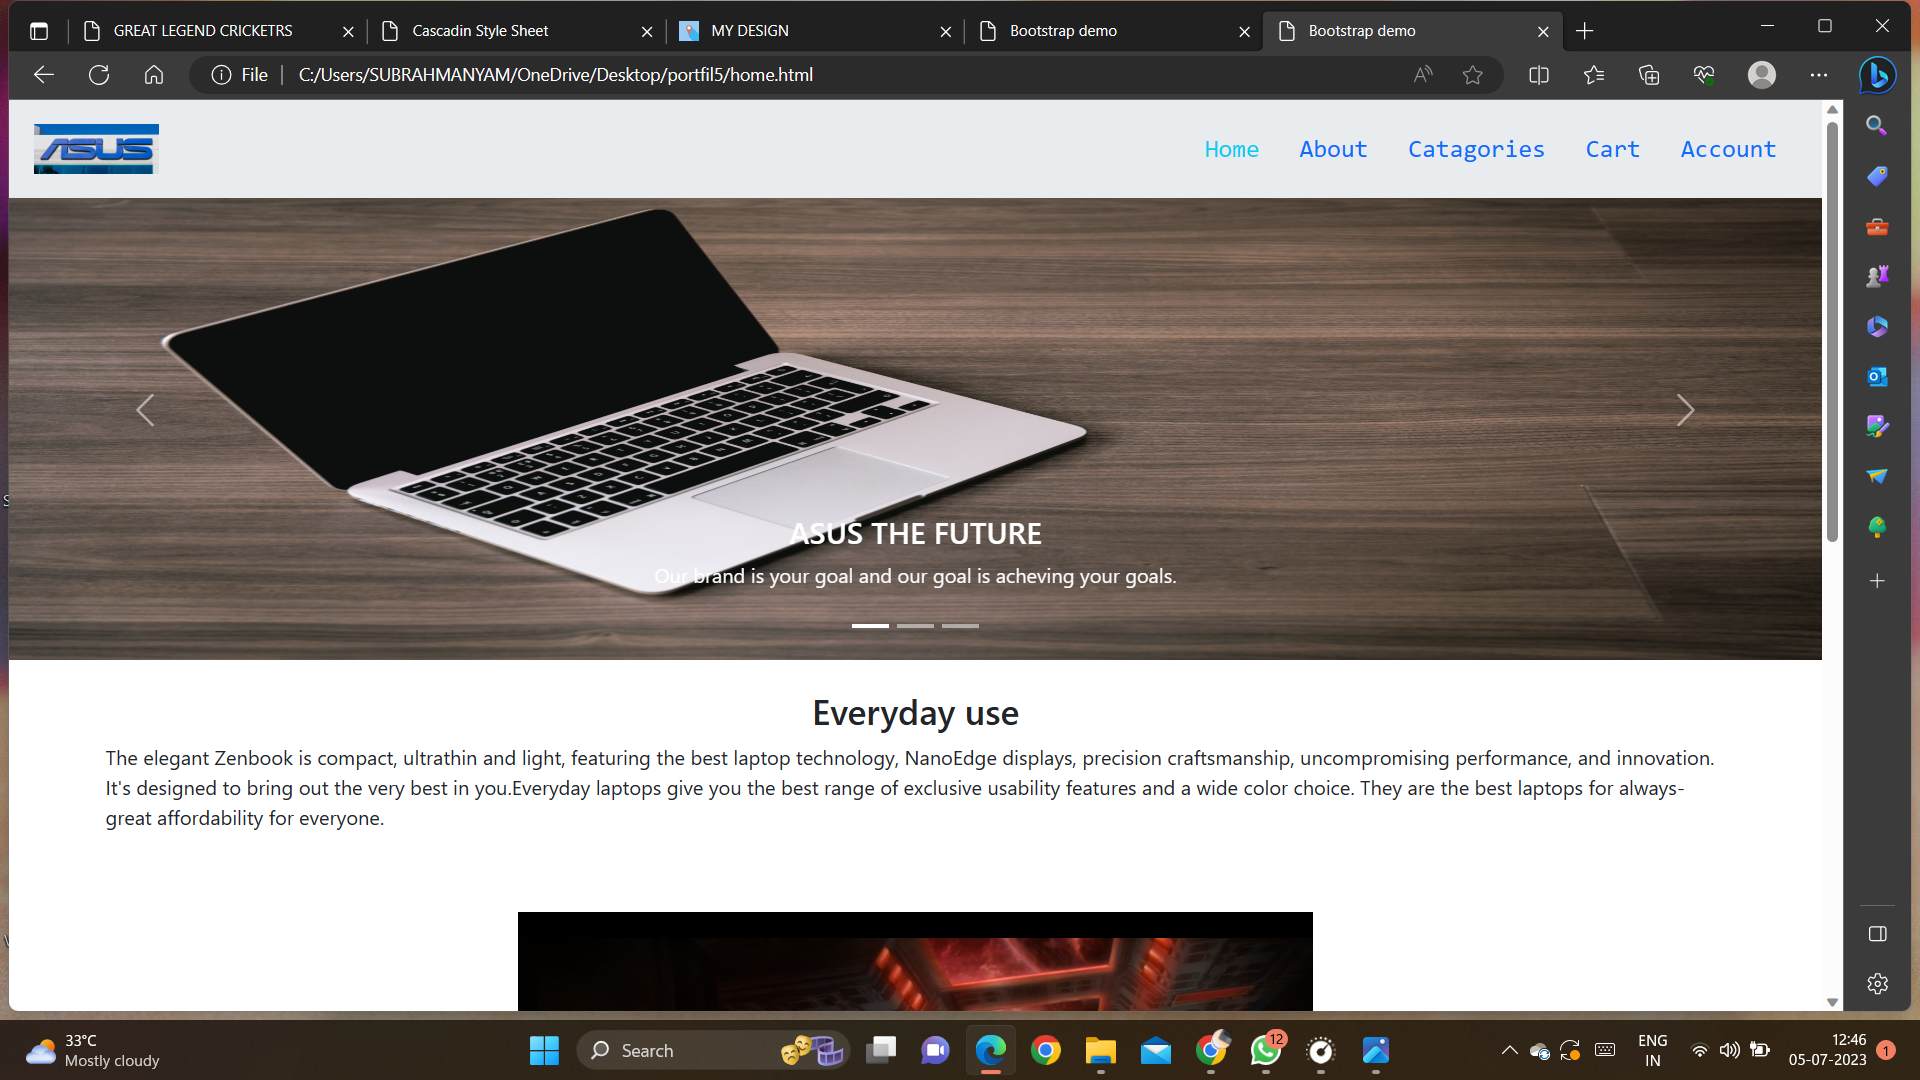 GREAT LEGEND CRICKETRS
Cascadin Style Sheet
MY DESIGN
Bootstrap demo
Bootstrap demo
File
C:/Users/SUBRAHMANYAM/OneDrive/Desktop/portfil5/home.html
ASUS
Home
About
Catagories
Cart
Account
ASUS THE FUTURE
Our brand is your goal and our goal is acheving your goals.
Everyday use
The elegant Zenbook is compact, ultrathin and light, featuring the best laptop technology, NanoEdge displays, precision craftsmanship, uncompromising performance, and innovation.
It's designed to bring out the very best in you.Everyday laptops give you the best range of exclusive usability features and a wide color choice. They are the best laptops for always-
great affordability for everyone.
33°C
Mostly cloudy
Search
12
ENG
IN
12:46
05-07-2023
1